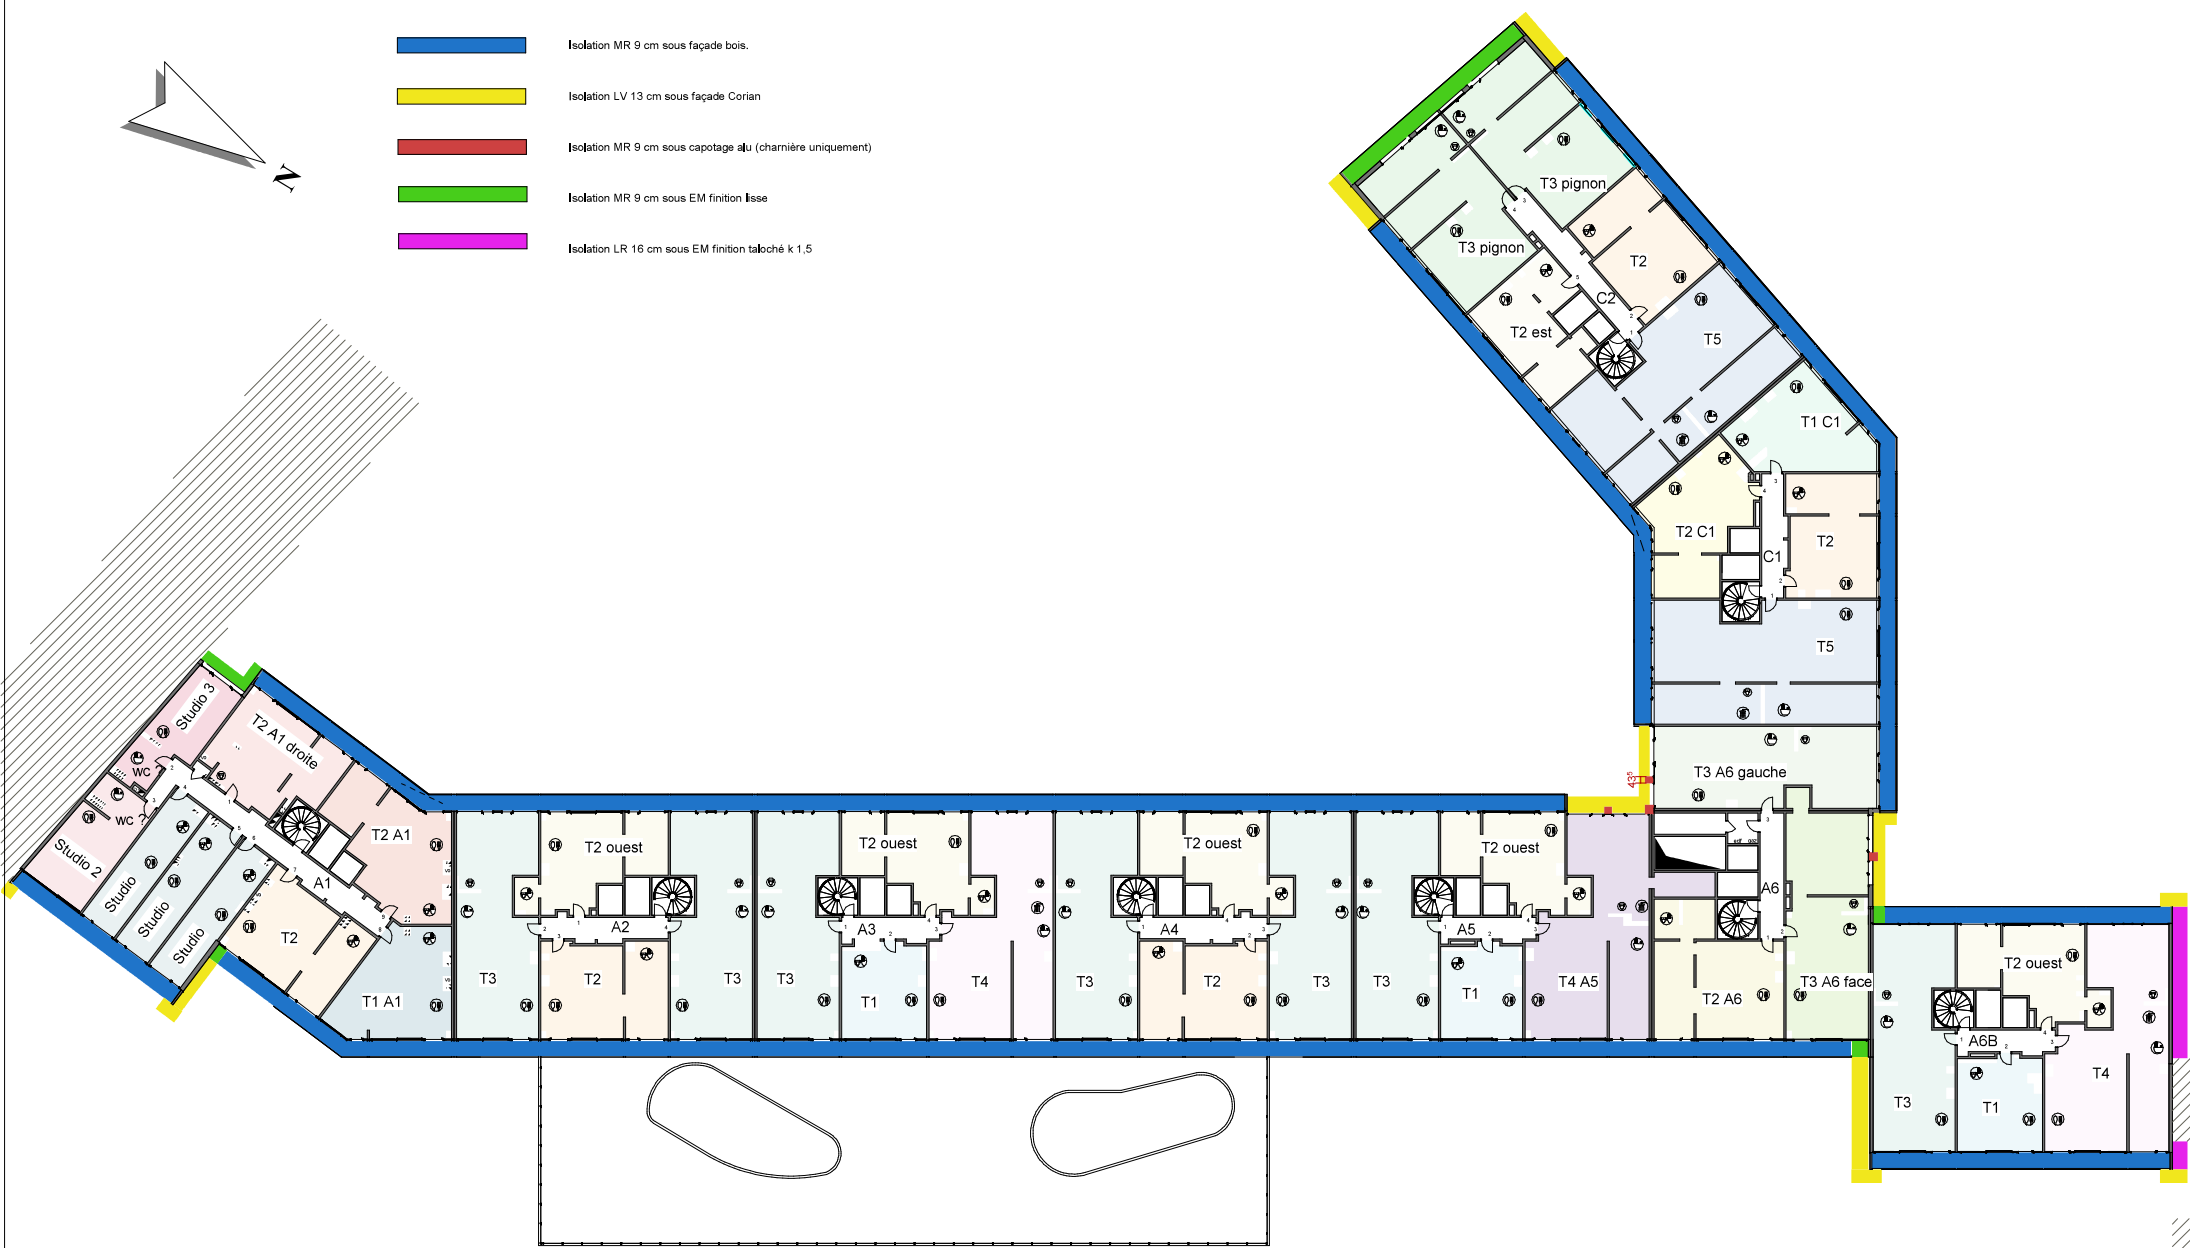 Isolation MR 9 cm sous façade bois.
Isolation LV 13 cm sous façade Corian
Isolation MR 9 cm sous capotage alu (charnière uniquement)
Isolation MR 9 cm sous EM finition lisse
Isolation LR 16 cm sous EM finition taloché k 1,5
N
T3 pignon
T3 pignon
T2
C2
T2 est
T5
T1 C1
T2 C1
C1
T2
T5
T3 A6 gauche
43⁵
Studio 3
T2 A1 droite
WC ?
WC ?
Studio 2
Studio
Studio
Studio
T2 A1
A1
T2
T1 A1
T2 ouest
T2 ouest
T2 ouest
T2 ouest
A2
A3
A4
A5
A6
T3
T2
T3
T3
T1
T4
T3
T2
T3
T3
T1
T4 A5
T2 A6
T3 A6 face
T2 ouest
A6B
T3
T1
T4